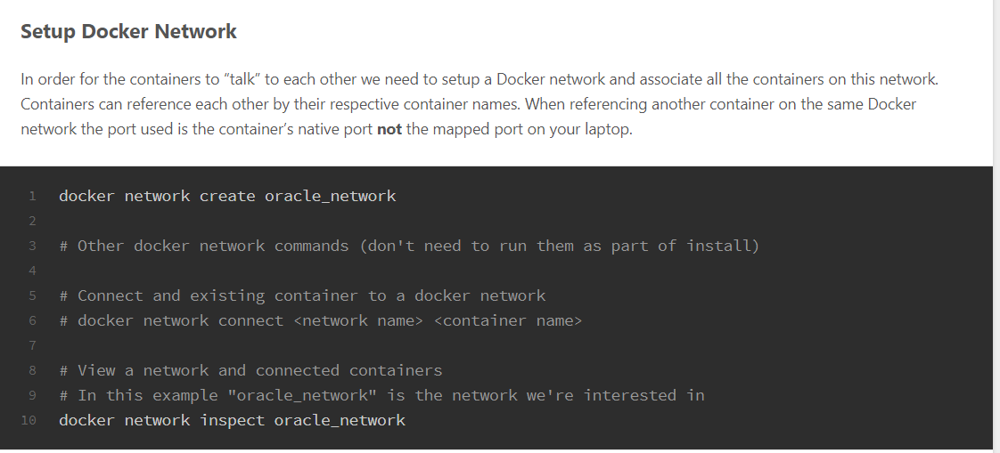 Setup Docker Network
In order for the containers to “talk” to each other we need to setup a Docker network and associate all the containers on this network.
Containers can reference each other by their respective container names. When referencing another container on the same Docker
network the port used is the container’s native port not the mapped port on your laptop.
1 docker network create oracle_network
2
3 # Other docker network commands (don't need to run them as part of install)
4
5 # Connect and existing container to a docker network
6 # docker network connect <network name> <container name>
7
8 # View a network and connected containers
9 # In this example "oracle_network" is the network we're interested in
10 docker network inspect oracle_network